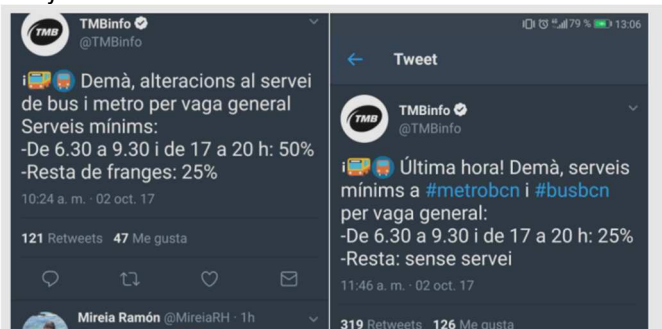 TMBinfo
@TMBinfo
Demà, alteracions al servei
de bus i metro per vaga general
Serveis mínims:
-De 6.30 a 9.30 i de 17 a 20 h: 50%
-Resta de franges: 25%
10:24 a. m. · 02 oct. 17
121 Retweets 47 Me gusta
Mireia Ramón @MireiaRH · 1h
79 % 13:06
Tweet
TMB
TMBinfo
@TMBinfo
Última hora! Demà, serveis
mínims a #metrobcn i #busbcn
per vaga general:
-De 6.30 a 9.30 i de 17 a 20 h: 25%
-Resta: sense servei
11:46 a. m. · 02 oct. 17
319 Retweets 126 Me gusta